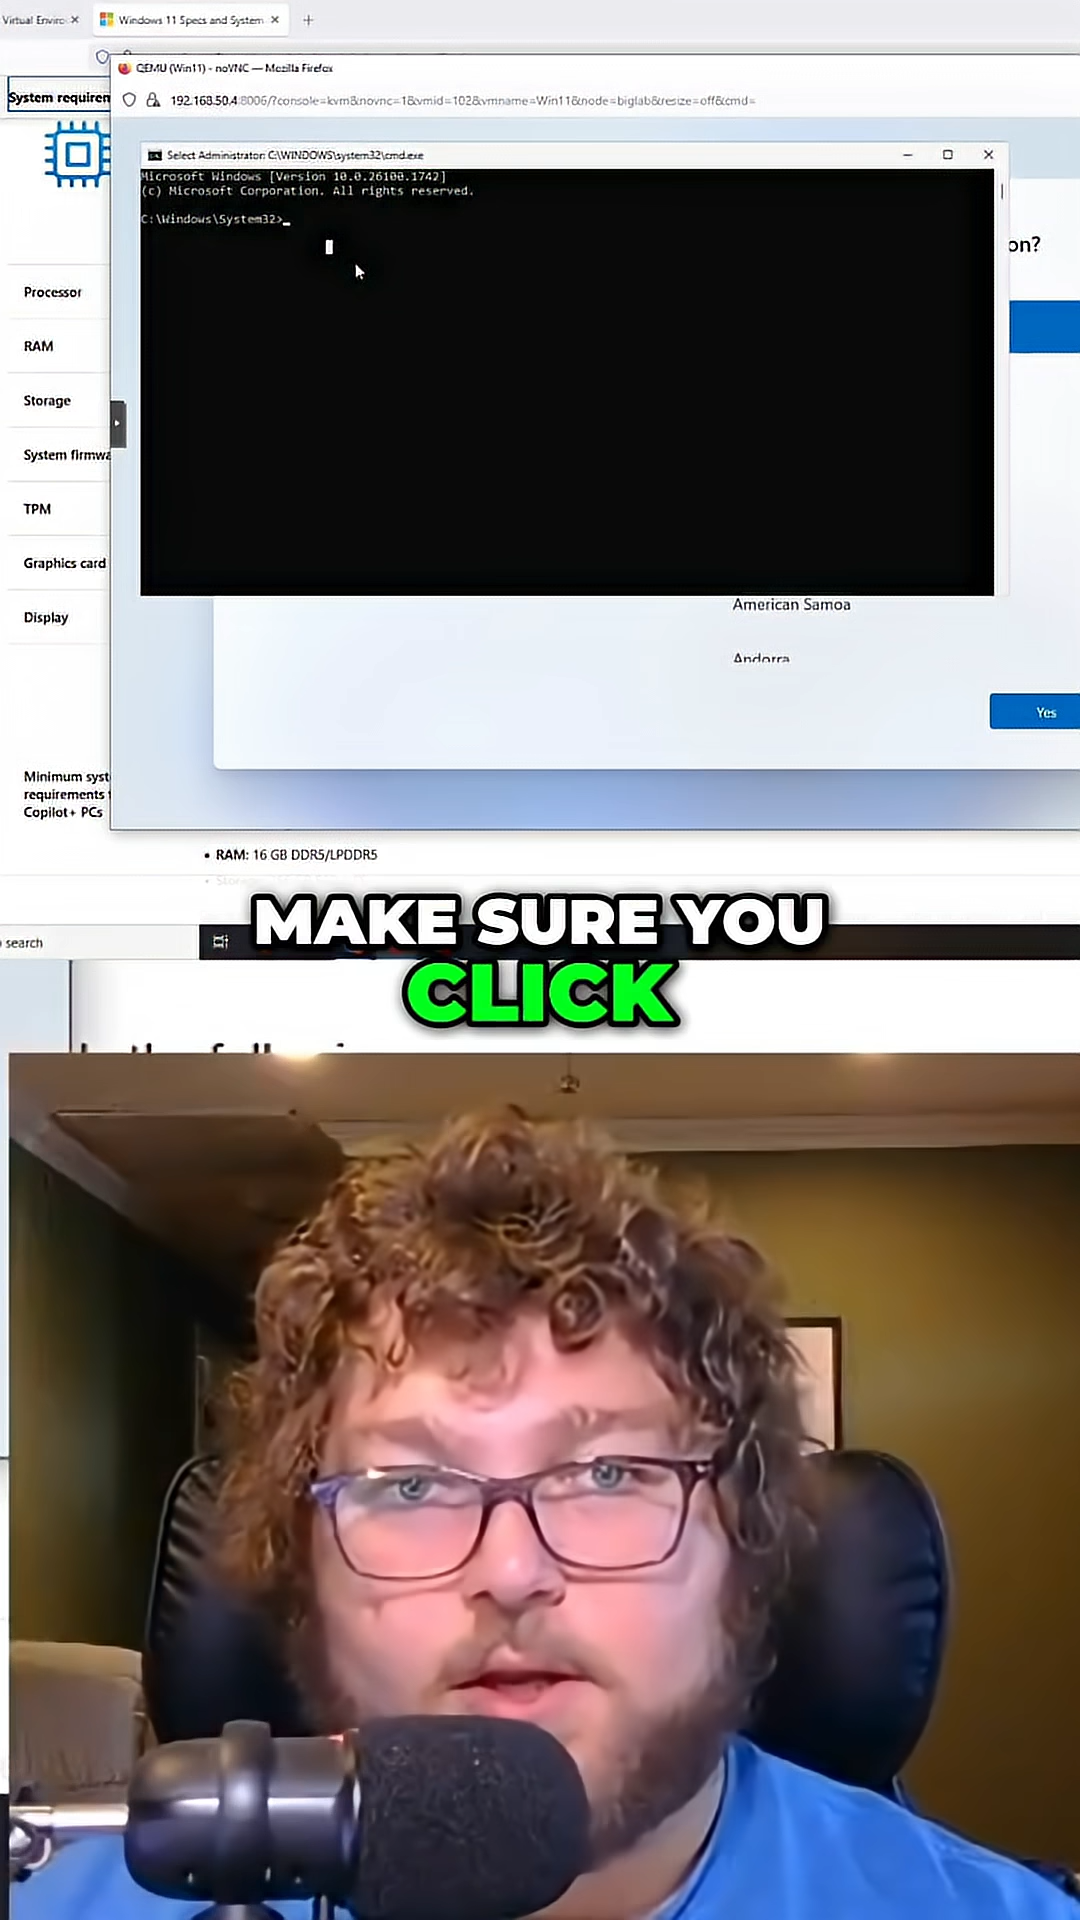 Virtual Enviro
Windows 11 Specs and System
QEMU (Win11) - noVNC — Mozilla Firefox
System requirem
192.168.50.4:8006/?console=kvm&novnc=1&vmid=102&vmname=Win11&node=biglab&resize=off&cmd=
Select Administrator: C:\WINDOWS\system32\cmd.exe
Microsoft Windows [Version 10.0.26100.1742]
(c) Microsoft Corporation. All rights reserved.
C:\Windows\System32>_
on?
Processor
RAM
Storage
System firmwa
TPM
Graphics card
Display
American Samoa
Andorra
Yes
Minimum syst
requirements f
Copilot+ PCs
• RAM: 16 GB DDR5/LPDDR5
search
MAKE SURE YOU
CLICK